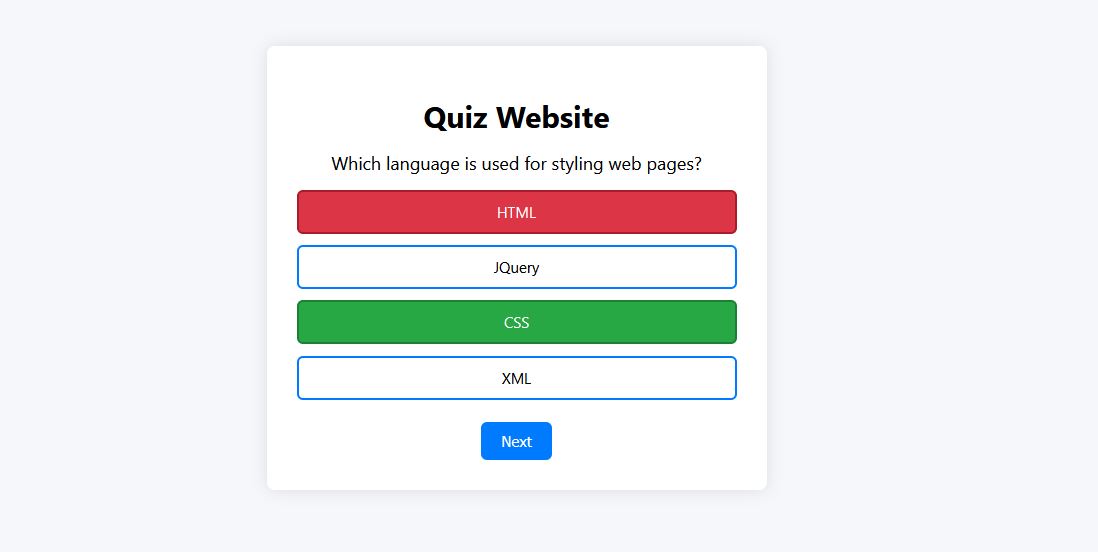 Quiz Website
Which language is used for styling web pages?
HTML
JQuery
CSS
XML
Next